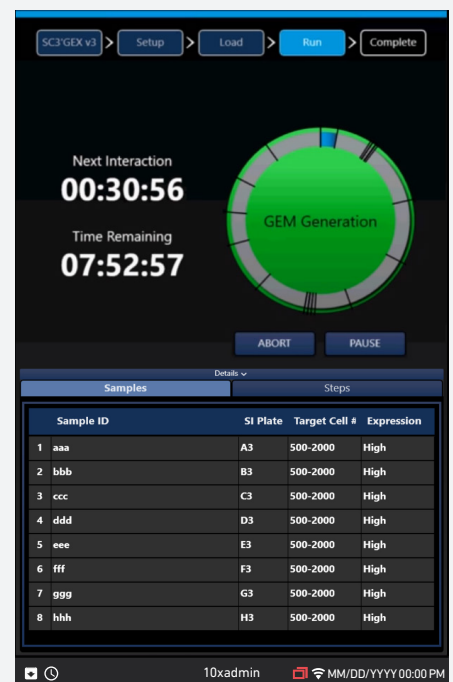 SC3'GEX v3 > Setup > Load > Run > Complete
Next Interaction
00:30:56
Time Remaining
07:52:57
GEM Generation
ABORT PAUSE
Details
Samples Steps
Sample ID SI Plate Target Cell # Expression
1 aaa A3 500-2000 High
2 bbb B3 500-2000 High
3 ccc C3 500-2000 High
4 ddd D3 500-2000 High
5 eee E3 500-2000 High
6 fff F3 500-2000 High
7 ggg G3 500-2000 High
8 hhh H3 500-2000 High
10xadmin MM/DD/YYYY 00:00 PM